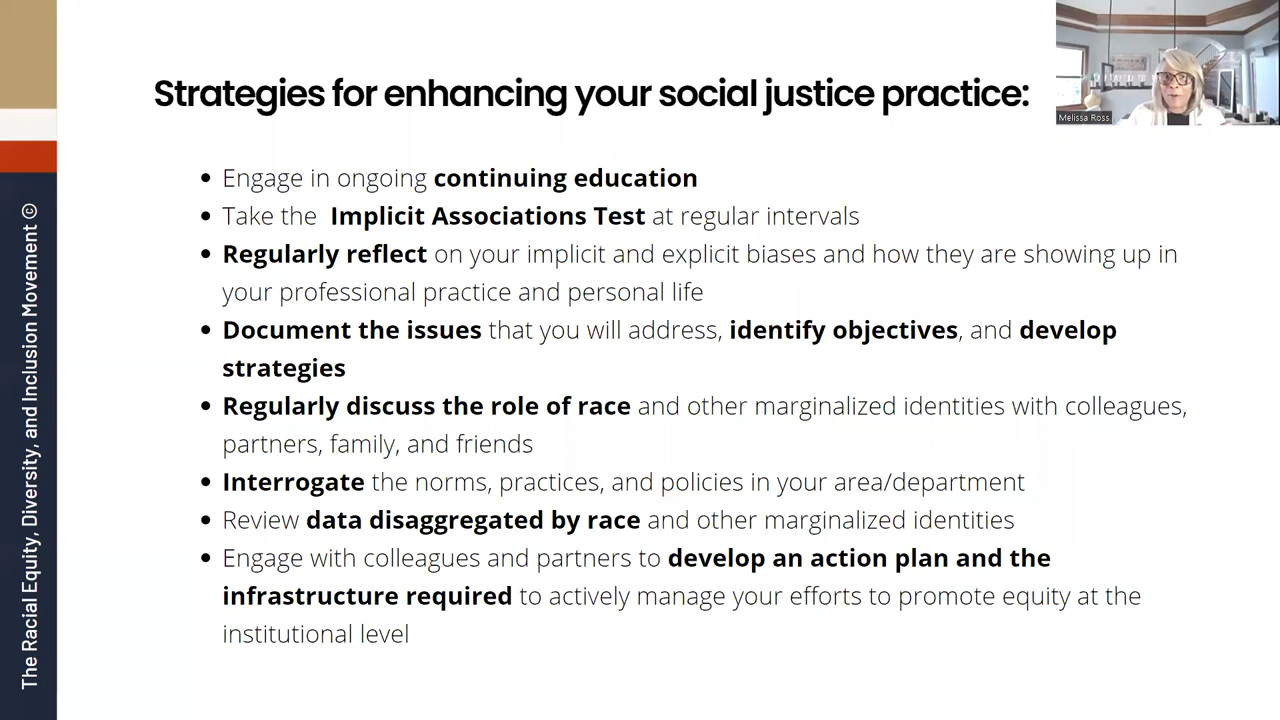 Strategies for enhancing your social justice practice:
Melissa Ross
Engage in ongoing continuing education
Take the Implicit Associations Test at regular intervals
Regularly reflect on your implicit and explicit biases and how they are showing up in
your professional practice and personal life
Document the issues that you will address, identify objectives, and develop
strategies
Regularly discuss the role of race and other marginalized identities with colleagues,
partners, family, and friends
Interrogate the norms, practices, and policies in your area/department
Review data disaggregated by race and other marginalized identities
Engage with colleagues and partners to develop an action plan and the
infrastructure required to actively manage your efforts to promote equity at the
institutional level
The Racial Equity, Diversity, and Inclusion Movement ©